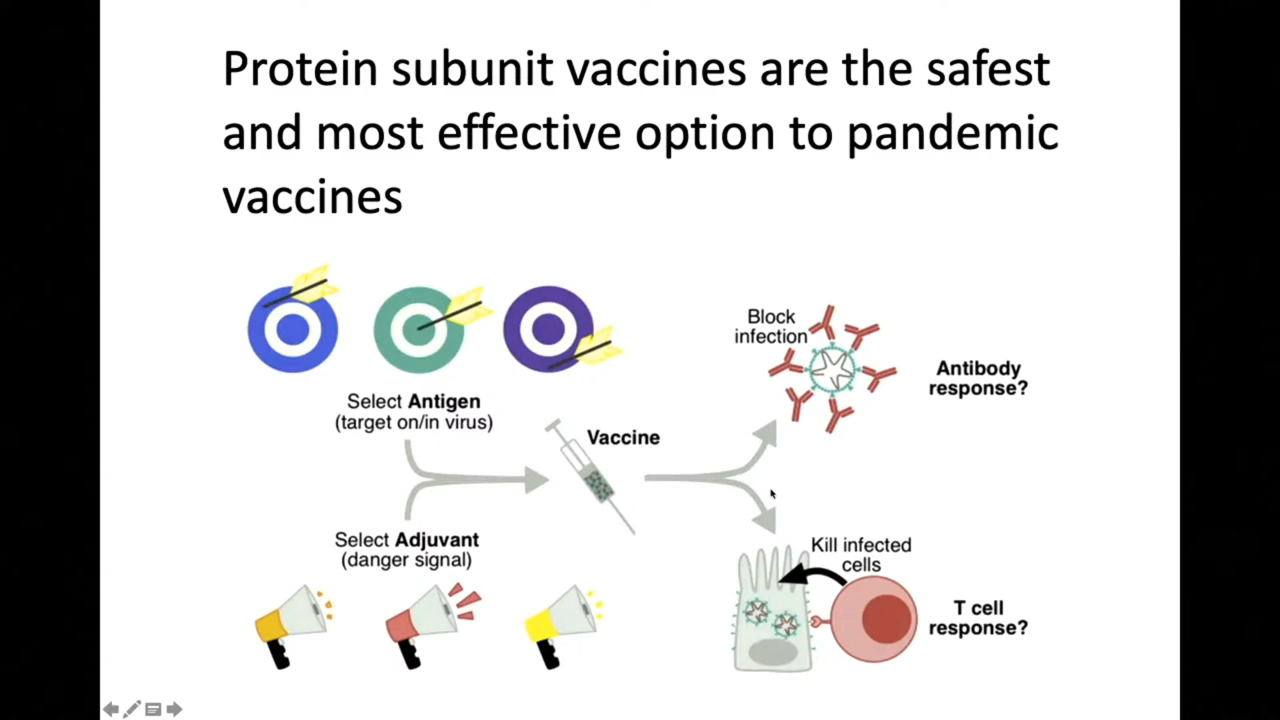 Protein subunit vaccines are the safest
and most effective option to pandemic
vaccines
Select Antigen
(target on/in virus)
Vaccine
Select Adjuvant
(danger signal)
Block
infection
Antibody
response?
Kill infected
cells
T cell
response?